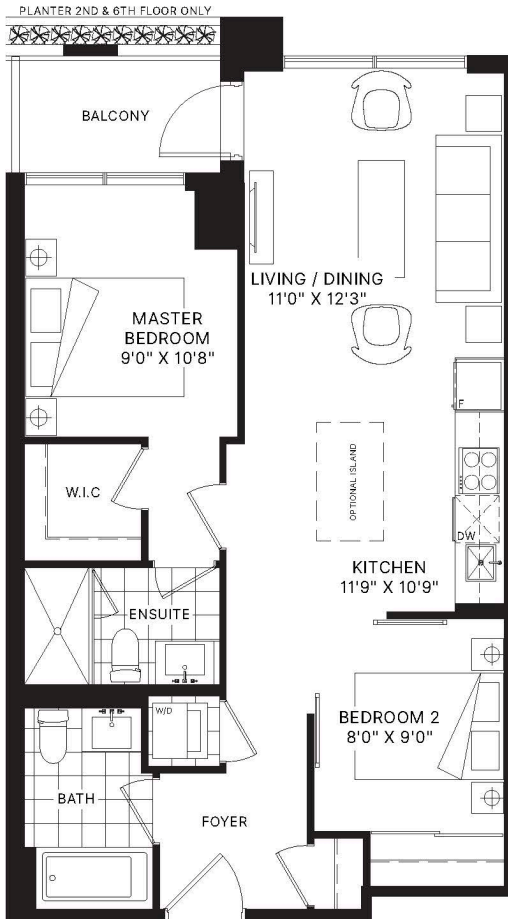 PLANTER 2ND & 6TH FLOOR ONLY
BALCONY
LIVING / DINING
11'0" X 12'3"
MASTER
BEDROOM
9'0" X 10'8"
F
W.I.C
OPTIONAL ISLAND
DW
KITCHEN
11'9" X 10'9"
ENSUITE
W/D
BEDROOM 2
8'0" X 9'0"
BATH
FOYER